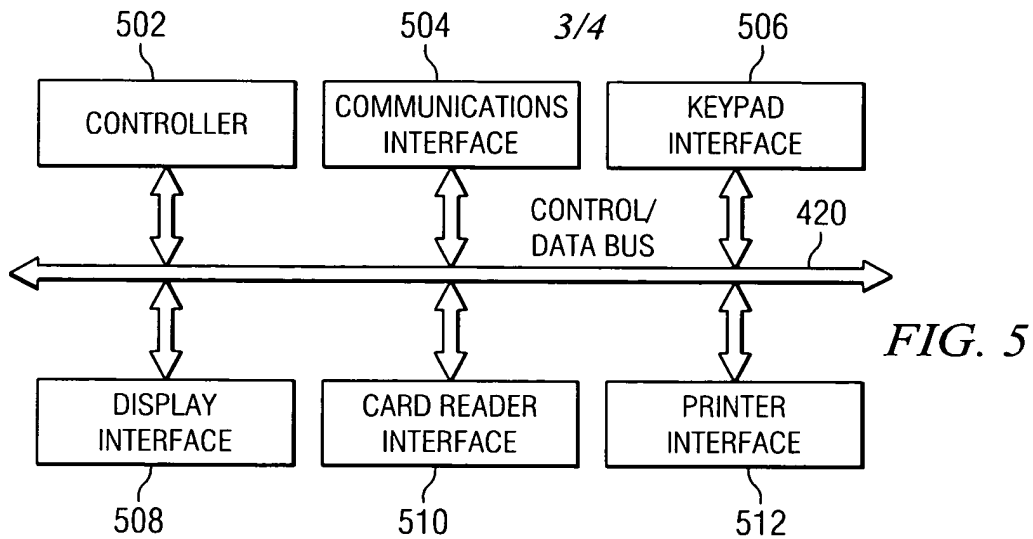 502
504
3/4
506
CONTROLLER
COMMUNICATIONS
INTERFACE
KEYPAD
INTERFACE
CONTROL/
DATA BUS
420
FIG. 5
DISPLAY
INTERFACE
CARD READER
INTERFACE
PRINTER
INTERFACE
508
510
512